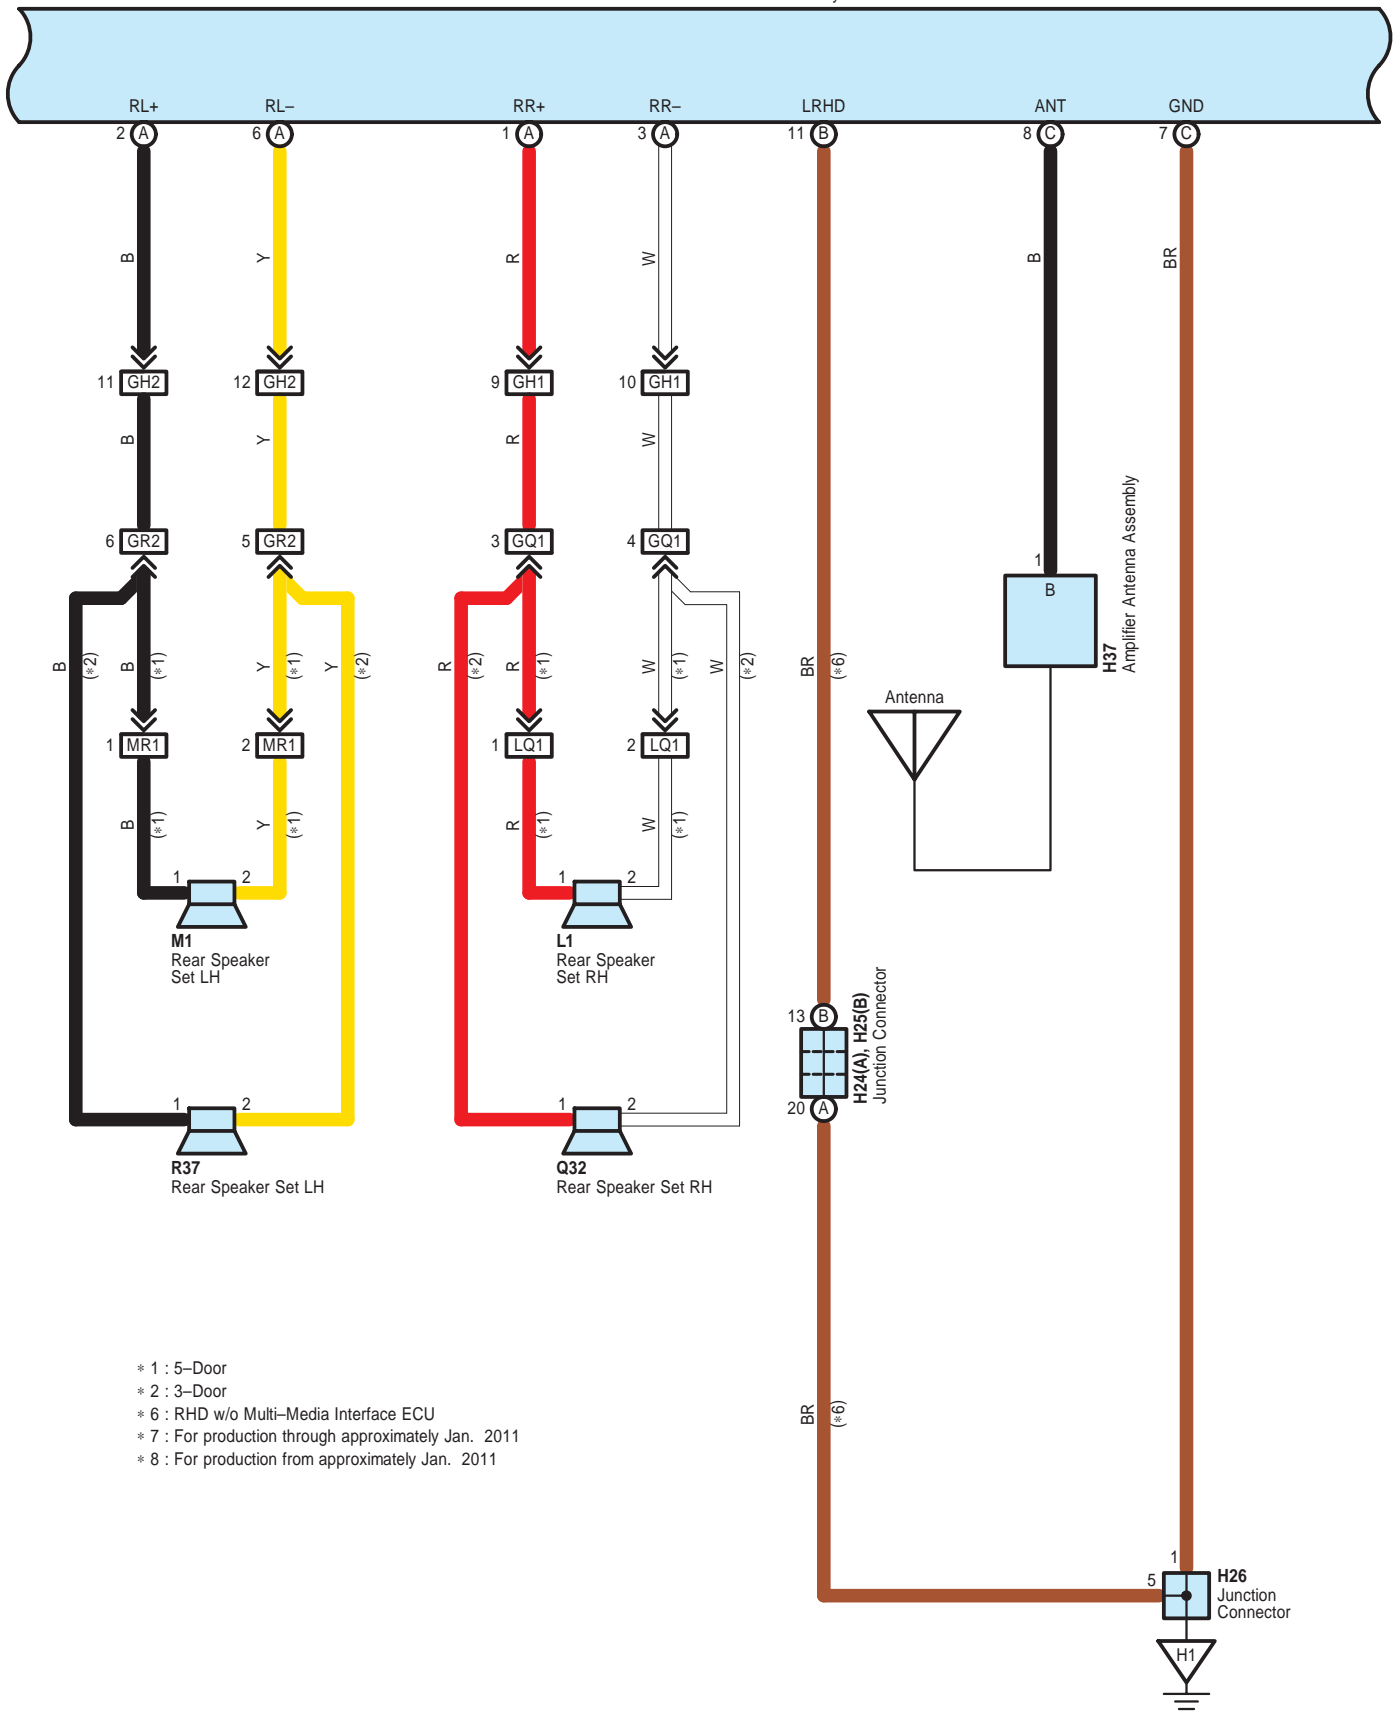 RL+ RL– RR+ RR– LRHD ANT GND
2 A 6 A 1 A 3 A 11 B 8 C 7 C
B Y R W B BR
11 GH2 12 GH2 9 GH1 10 GH1
B Y R W
6 GR2 5 GR2 3 GQ1 4 GQ1
1
B
H37
Amplifier Antenna Assembly
B (*2) B (*1) Y (*1) Y (*2) R (*2) R (*1) W (*1) W (*2) BR (*6)
Antenna
1 MR1 2 MR1 1 LQ1 2 LQ1
B (*1) Y (*1) R (*1) W (*1)
1 2 1 2
M1
Rear Speaker
Set LH
L1
Rear Speaker
Set RH
13 B
H24(A), H25(B)
Junction Connector
20 A
1 2 1 2
R37
Rear Speaker Set LH
Q32
Rear Speaker Set RH
* 1 : 5–Door
* 2 : 3–Door
* 6 : RHD w/o Multi–Media Interface ECU
* 7 : For production through approximately Jan. 2011
* 8 : For production from approximately Jan. 2011
BR (*6)
1
5
H26
Junction
Connector
H1